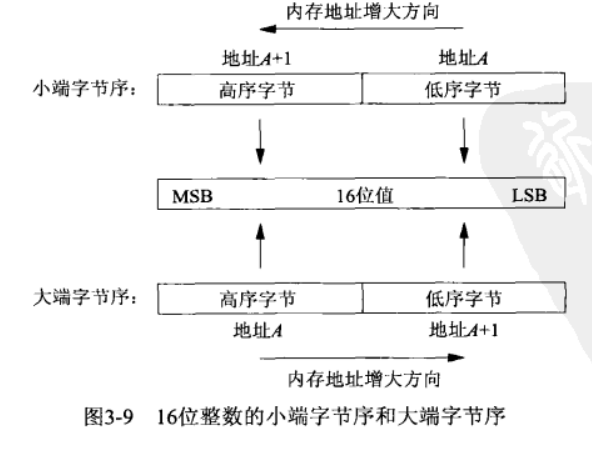 内存地址增大方向
地址A+1 地址A
小端字节序： 高序字节 低序字节
MSB 16位值 LSB
大端字节序： 高序字节 低序字节
地址A 地址A+1
内存地址增大方向
图3-9 16位整数的小端字节序和大端字节序